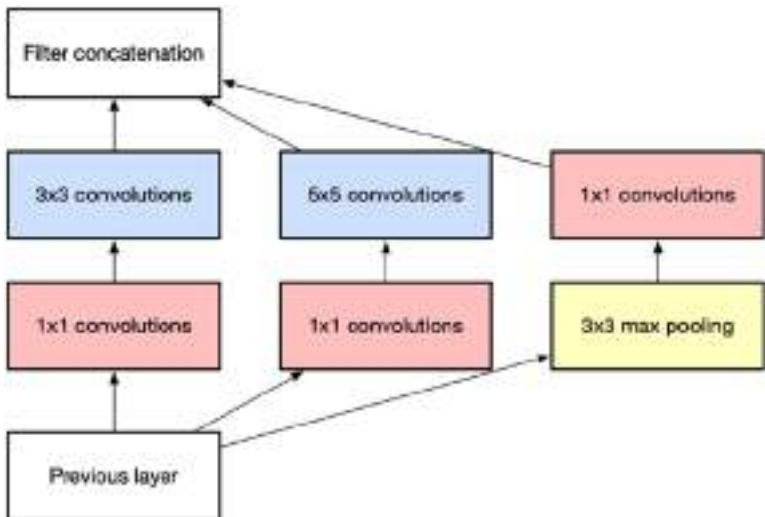 Filter concatenation
3x3 convolutions
5x5 convolutions
1x1 convolutions
1x1 convolutions
1x1 convolutions
3x3 max pooling
Previous layer